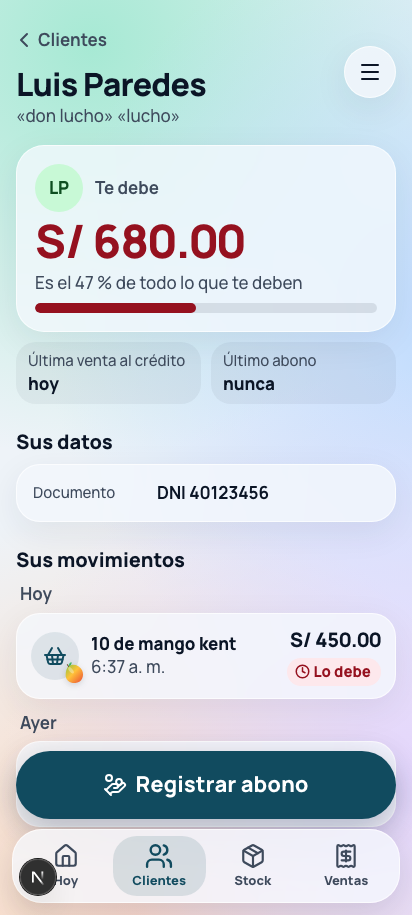 Clientes
Luis Paredes
«don lucho» «lucho»
LP Te debe
S/ 680.00
Es el 47 % de todo lo que te deben
Última venta al crédito
hoy
Último abono
nunca
Sus datos
Documento DNI 40123456
Sus movimientos
Hoy
10 de mango kent S/ 450.00
6:37 a. m. Lo debe
Ayer
Registrar abono
N Hoy Clientes Stock Ventas